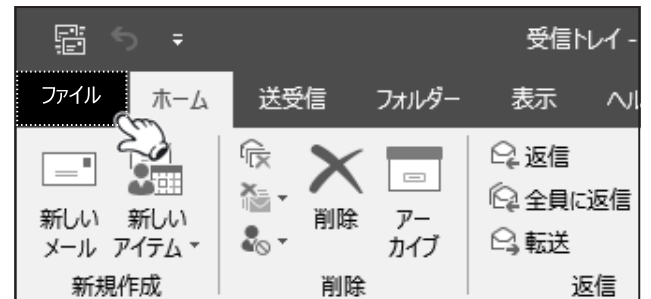 受信トレイ -
ファイル ホーム 送受信 フォルダー 表示
新しい
メール
新しい
アイテム
削除
アー
カイブ
返信
全員に返信
転送
新規作成 削除 返信